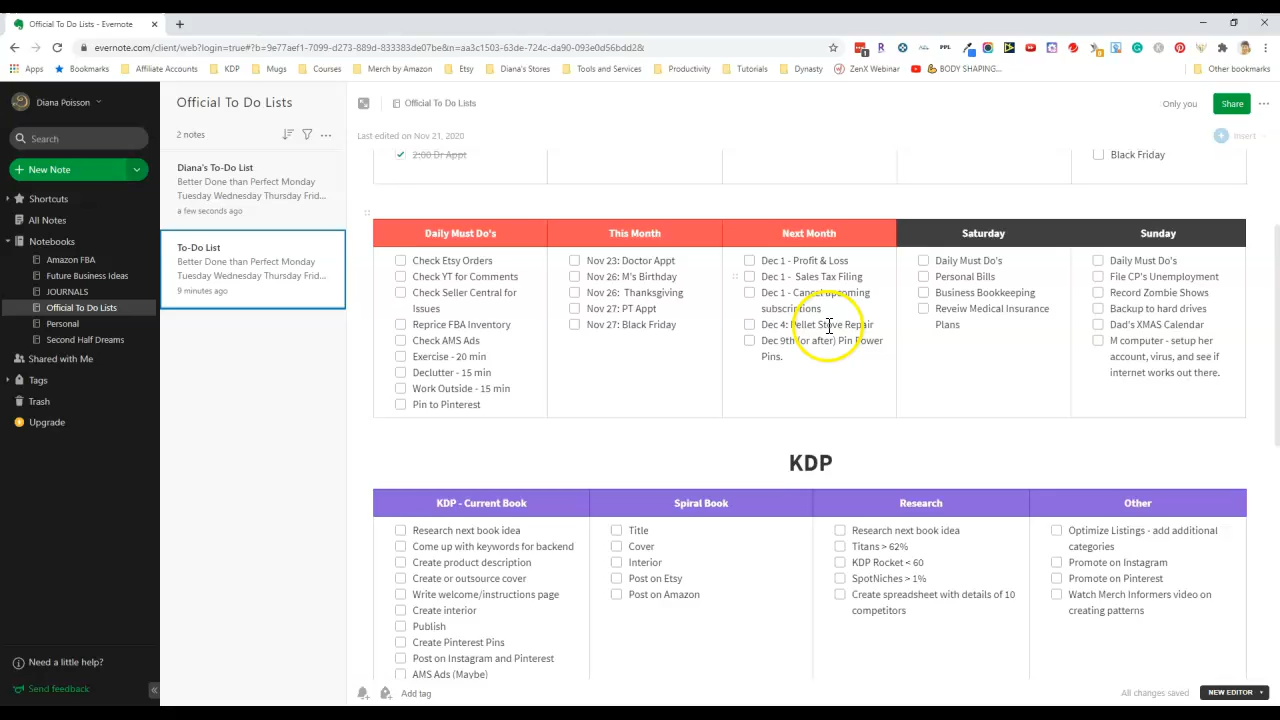 Official To Do Lists - Evernote
evernote.com/client/web?login=true#?b=9e77aef1-7099-d273-889d-833383de07be&n=aa3c1503-63de-724c-da90-093e0d56bdd2&
Apps
Bookmarks
Affiliate Accounts
KDP
Mugs
Courses
Merch by Amazon
Etsy
Diana's Stores
Tools and Services
Productivity
Tutorials
Dynasty
ZenX Webinar
BODY SHAPING...
Other bookmarks
Diana Poisson
Search
New Note
Shortcuts
All Notes
Notebooks
Amazon FBA
Future Business Ideas
JOURNALS
Official To Do Lists
Personal
Second Half Dreams
Shared with Me
Tags
Trash
Upgrade
Need a little help?
Send feedback
Official To Do Lists
2 notes
Diana's To-Do List
Better Done than Perfect Monday
Tuesday Wednesday Thursday Frid...
a few seconds ago
To-Do List
Better Done than Perfect Monday
Tuesday Wednesday Thursday Frid...
9 minutes ago
Official To Do Lists
Only you
Share
Last edited on Nov 21, 2020
Insert
2:00 Dr Appt
Black Friday
Daily Must Do's
Check Etsy Orders
Check YT for Comments
Check Seller Central for
Issues
Reprice FBA Inventory
Check AMS Ads
Exercise - 20 min
Declutter - 15 min
Work Outside - 15 min
Pin to Pinterest
This Month
Nov 23: Doctor Appt
Nov 26: M's Birthday
Nov 26: Thanksgiving
Nov 27: PT Appt
Nov 27: Black Friday
Next Month
Dec 1 - Profit & Loss
Dec 1 - Sales Tax Filing
Dec 1 - Cancel upcoming
subscriptions
Dec 4: Pellet Stove Repair
Dec 9th (or after) Pin Power
Pins.
Saturday
Daily Must Do's
Personal Bills
Business Bookkeeping
Reveiw Medical Insurance
Plans
Sunday
Daily Must Do's
File CP's Unemployment
Record Zombie Shows
Backup to hard drives
Dad's XMAS Calendar
M computer - setup her
account, virus, and see if
internet works out there.
KDP
KDP - Current Book
Research next book idea
Come up with keywords for backend
Create product description
Create or outsource cover
Write welcome/instructions page
Create interior
Publish
Create Pinterest Pins
Post on Instagram and Pinterest
AMS Ads (Maybe)
Spiral Book
Title
Cover
Interior
Post on Etsy
Post on Amazon
Research
Research next book idea
Titans > 62%
KDP Rocket < 60
SpotNiches > 1%
Create spreadsheet with details of 10
competitors
Other
Optimize Listings - add additional
categories
Promote on Instagram
Promote on Pinterest
Watch Merch Informers video on
creating patterns
Add tag
All changes saved
NEW EDITOR